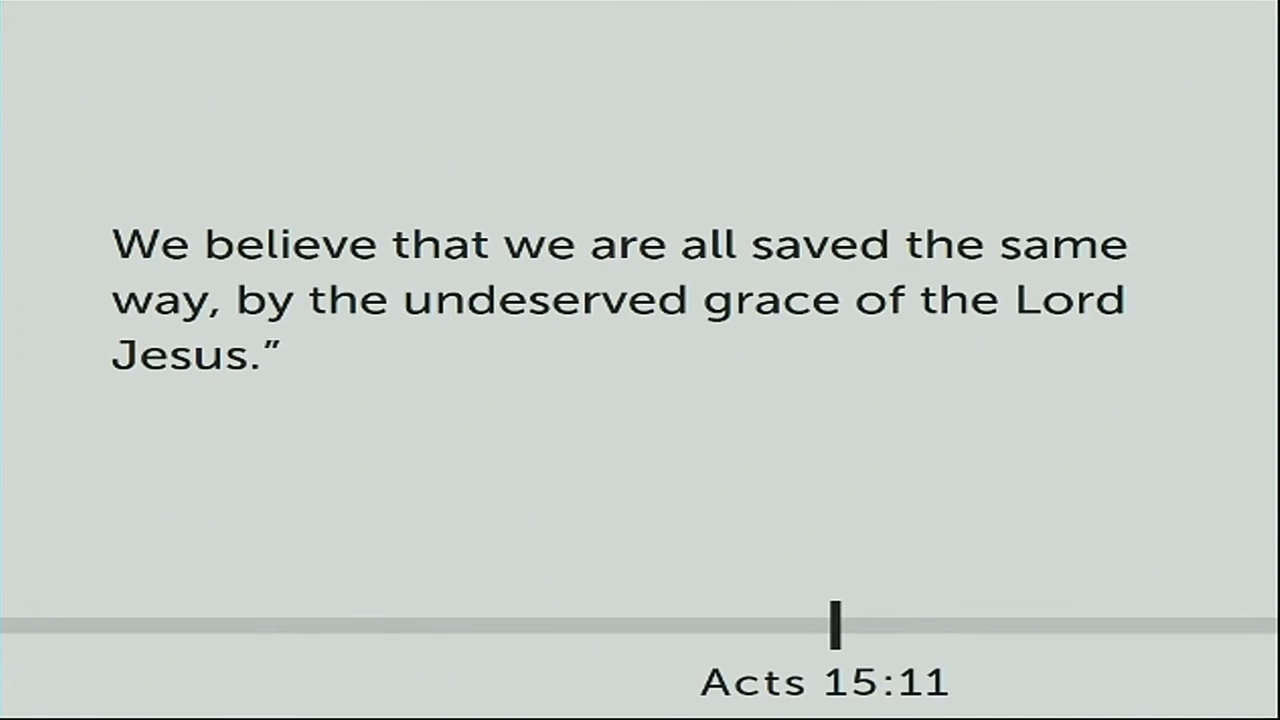 We believe that we are all saved the same
way, by the undeserved grace of the Lord
Jesus.”
Acts 15:11